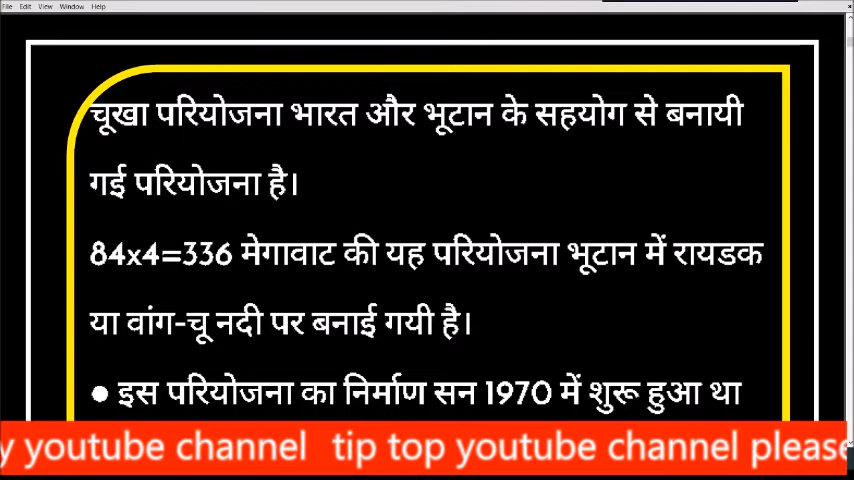 File Edit View Window Help
चूखा परियोजना भारत और भूटान के सहयोग से बनायी
गई परियोजना है।
84x4=336 मेगावाट की यह परियोजना भूटान में रायडक
या वांग-चू नदी पर बनाई गयी है।
● इस परियोजना का निर्माण सन 1970 में शुरू हुआ था
y youtube channel tip top youtube channel please